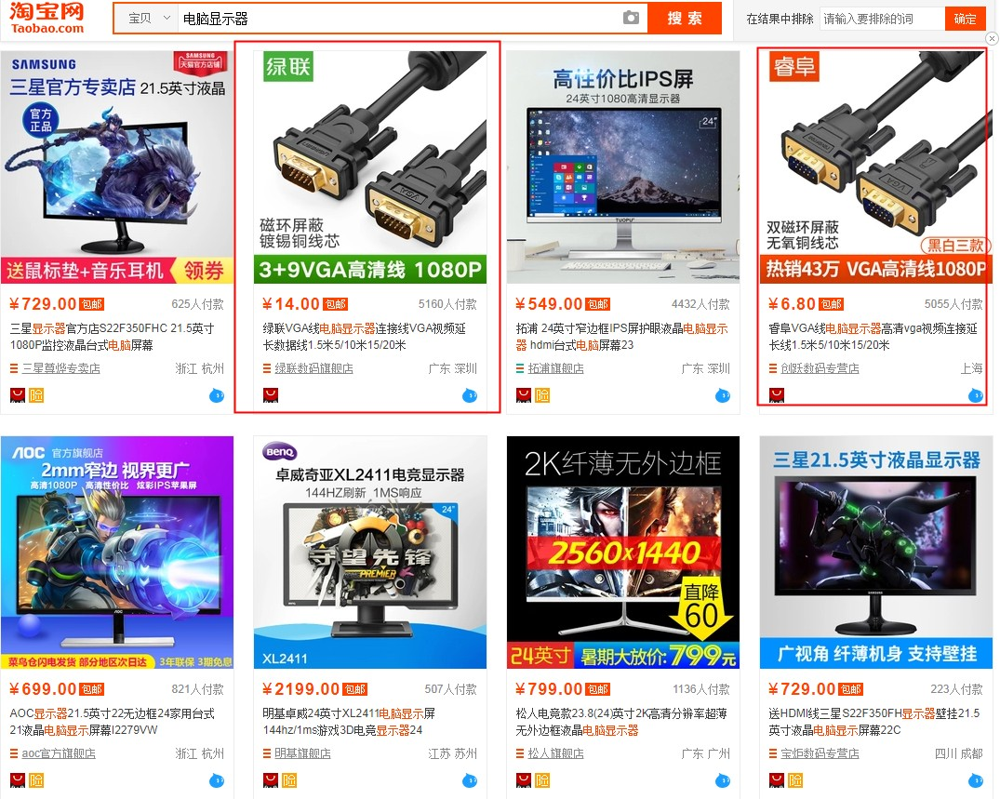 淘宝网
Taobao.com
宝贝
电脑显示器
搜索
在结果中排除
请输入要排除的词
确定
SAMSUNG
SAMSUNG
天猫官方店铺
三星官方专卖店 21.5英寸液晶
官方
正品
送鼠标垫+音乐耳机
领券
¥729.00 包邮
625人付款
三星显示器官方店S22F350FHC 21.5英寸
1080P监控液晶台式电脑屏幕
三星尊烨专卖店
浙江 杭州
绿联
VGA
磁环屏蔽
镀锡铜线芯
3+9VGA高清线 1080P
¥14.00 包邮
5160人付款
绿联VGA线电脑显示器连接线VGA视频延
长数据线1.5米5/10米15/20米
绿联数码旗舰店
广东 深圳
高性价比IPS屏
24英寸1080高清显示器
24"
TUOPU
¥549.00 包邮
4432人付款
拓浦 24英寸窄边框IPS屏护眼液晶电脑显示
器 hdmi台式电脑屏幕23
拓浦旗舰店
广东 深圳
睿阜
VGA
双磁环屏蔽
无氧铜线芯
黑白三款
热销43万 VGA高清线1080P
¥6.80 包邮
5055人付款
睿阜VGA线电脑显示器高清vga视频连接延
长线1.5米5/10米15/20米
创跃数码专营店
上海
AOC 官方旗舰店
2mm窄边 视界更广
高清1080P 高清性价比 炫彩IPS苹果屏
AOC
菜鸟仓闪电发货 部分地区次日达
3年联保 3期免息
¥699.00 包邮
821人付款
AOC显示器21.5英寸22无边框24家用台式
21液晶电脑显示屏幕I2279VW
aoc官方旗舰店
浙江 杭州
BenQ
卓威奇亚XL2411电竞显示器
144HZ刷新 1MS响应
24"
守望先锋
PREMIER
XL2411
¥2199.00 包邮
507人付款
明基卓威24英寸XL2411电脑显示屏
144hz/1ms游戏3D电竞显示器24
明基旗舰店
江苏 苏州
2K纤薄无外边框
2560x1440
直降
60
24英寸
暑期大放价:799元
¥799.00 包邮
1136人付款
松人电竞款23.8(24)英寸2K高清分辨率超薄
无外边框液晶电脑显示器
松人旗舰店
广东 广州
三星21.5英寸液晶显示器
SAMSUNG
广视角 纤薄机身 支持壁挂
¥729.00 包邮
223人付款
送HDMI线三星S22F350FH显示器壁挂21.5
英寸液晶电脑显示屏幕22C
宝炬数码专营店
四川 成都